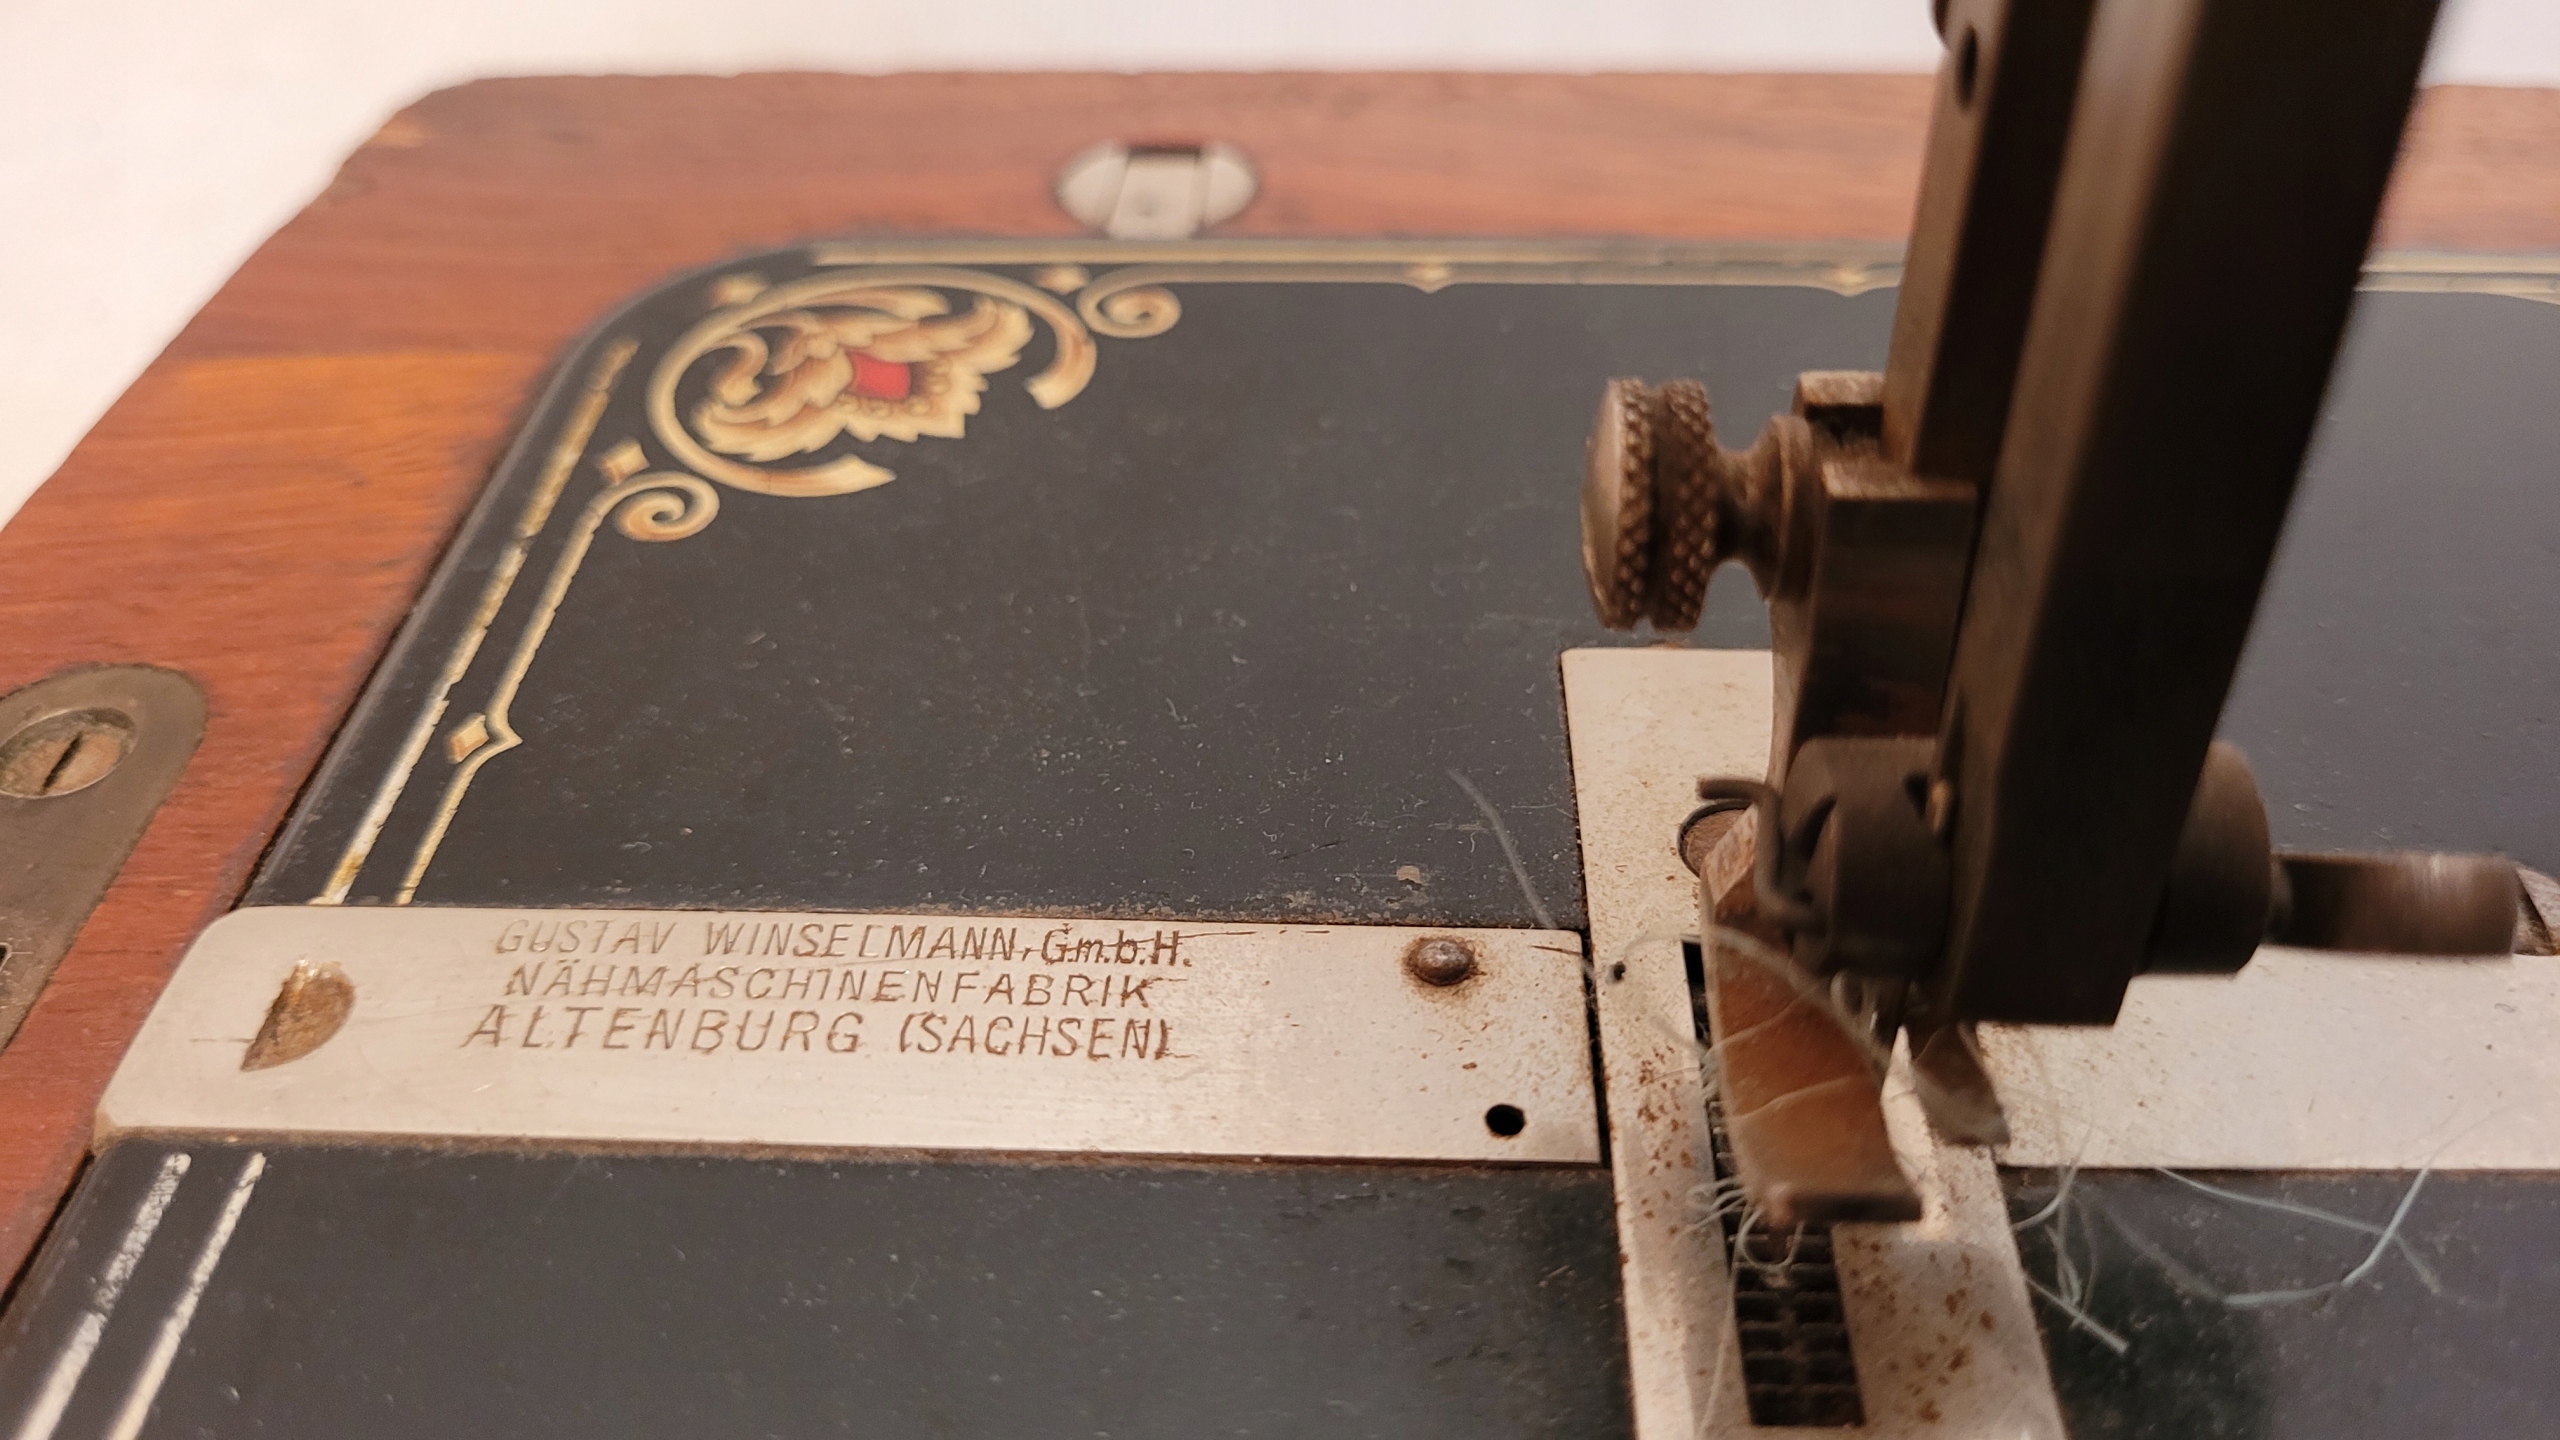 GUSTAV WINSELMANN, G.m.b.H.
NÄHMASCHINENFABRIK
ALTENBURG (SACHSEN)